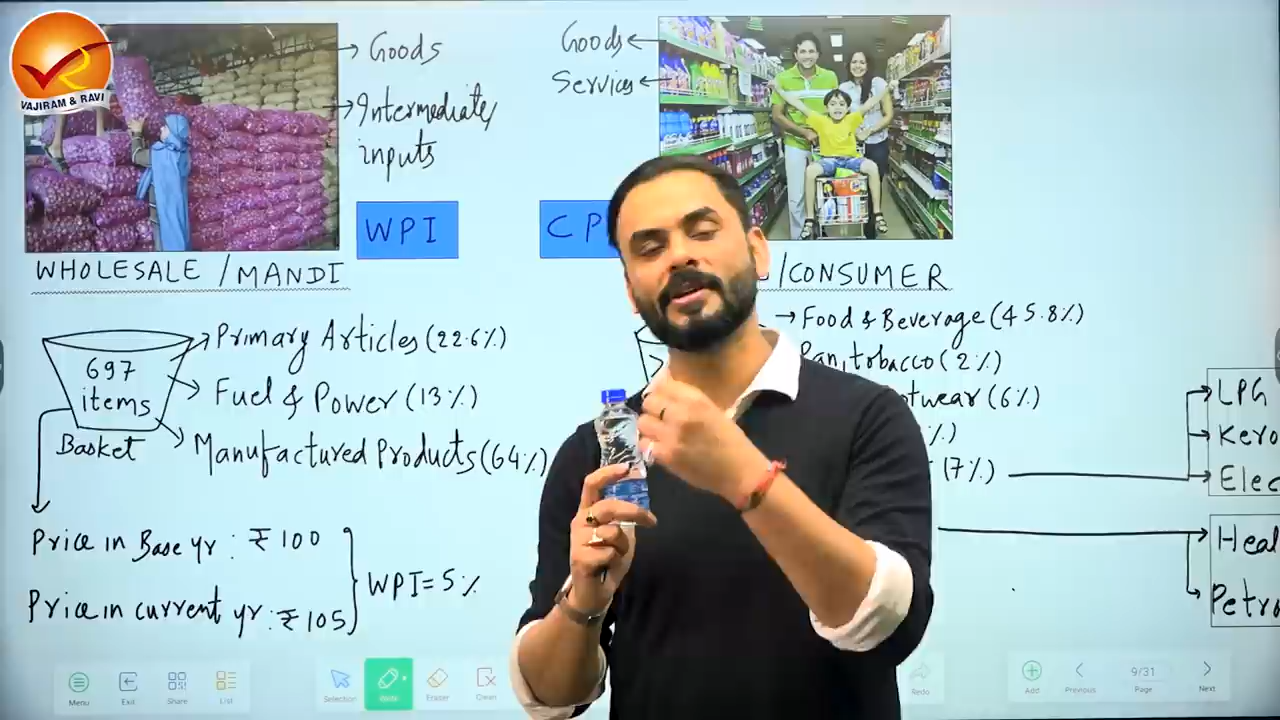 VAJIRAM & RAVI
Goods
Intermediate/
inputs
WPI
WHOLESALE / MANDI
697
items
Basket
Primary Articles (22.6%)
Fuel & Power (13%)
Manufactured Products (64%)
Price in Base yr: ₹100
Price in current yr: ₹105
WPI = 5%
Goods
Services
CP
/CONSUMER
Food & Beverage (45.8%)
Pan, tobacco (2%)
(6%)
%)
(7%)
LPG
Kero
Elec
Heal
Petro
Menu
Exit
Share
List
Selection
Write
Eraser
Clean
Redo
Add
Previous
9/31
Page
Next